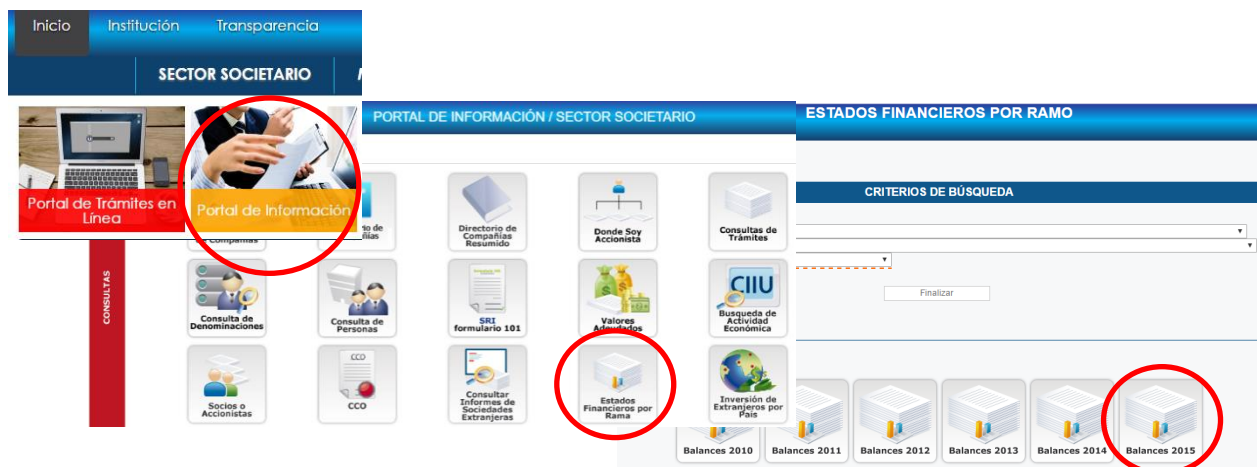 Inicio
Institución
Transparencia
SECTOR SOCIETARIO
Portal de Trámites en
Línea
Portal de Información
PORTAL DE INFORMACIÓN / SECTOR SOCIETARIO
CONSULTAS
Directorio de
Compañías
Resumido
Donde Soy
Accionista
Consultas de
Trámites
Consulta de
Denominaciones
Consulta de
Personas
SRI
formulario 101
Valores
Adeudados
CIIU
Busqueda de
Actividad
Económica
Socios o
Accionistas
CCO
CCO
Consultar
Informes de
Sociedades
Extranjeras
Estados
Financieros por
Rama
Inversión de
Extranjeros por
País
ESTADOS FINANCIEROS POR RAMO
CRITERIOS DE BÚSQUEDA
Finalizar
Balances 2010
Balances 2011
Balances 2012
Balances 2013
Balances 2014
Balances 2015